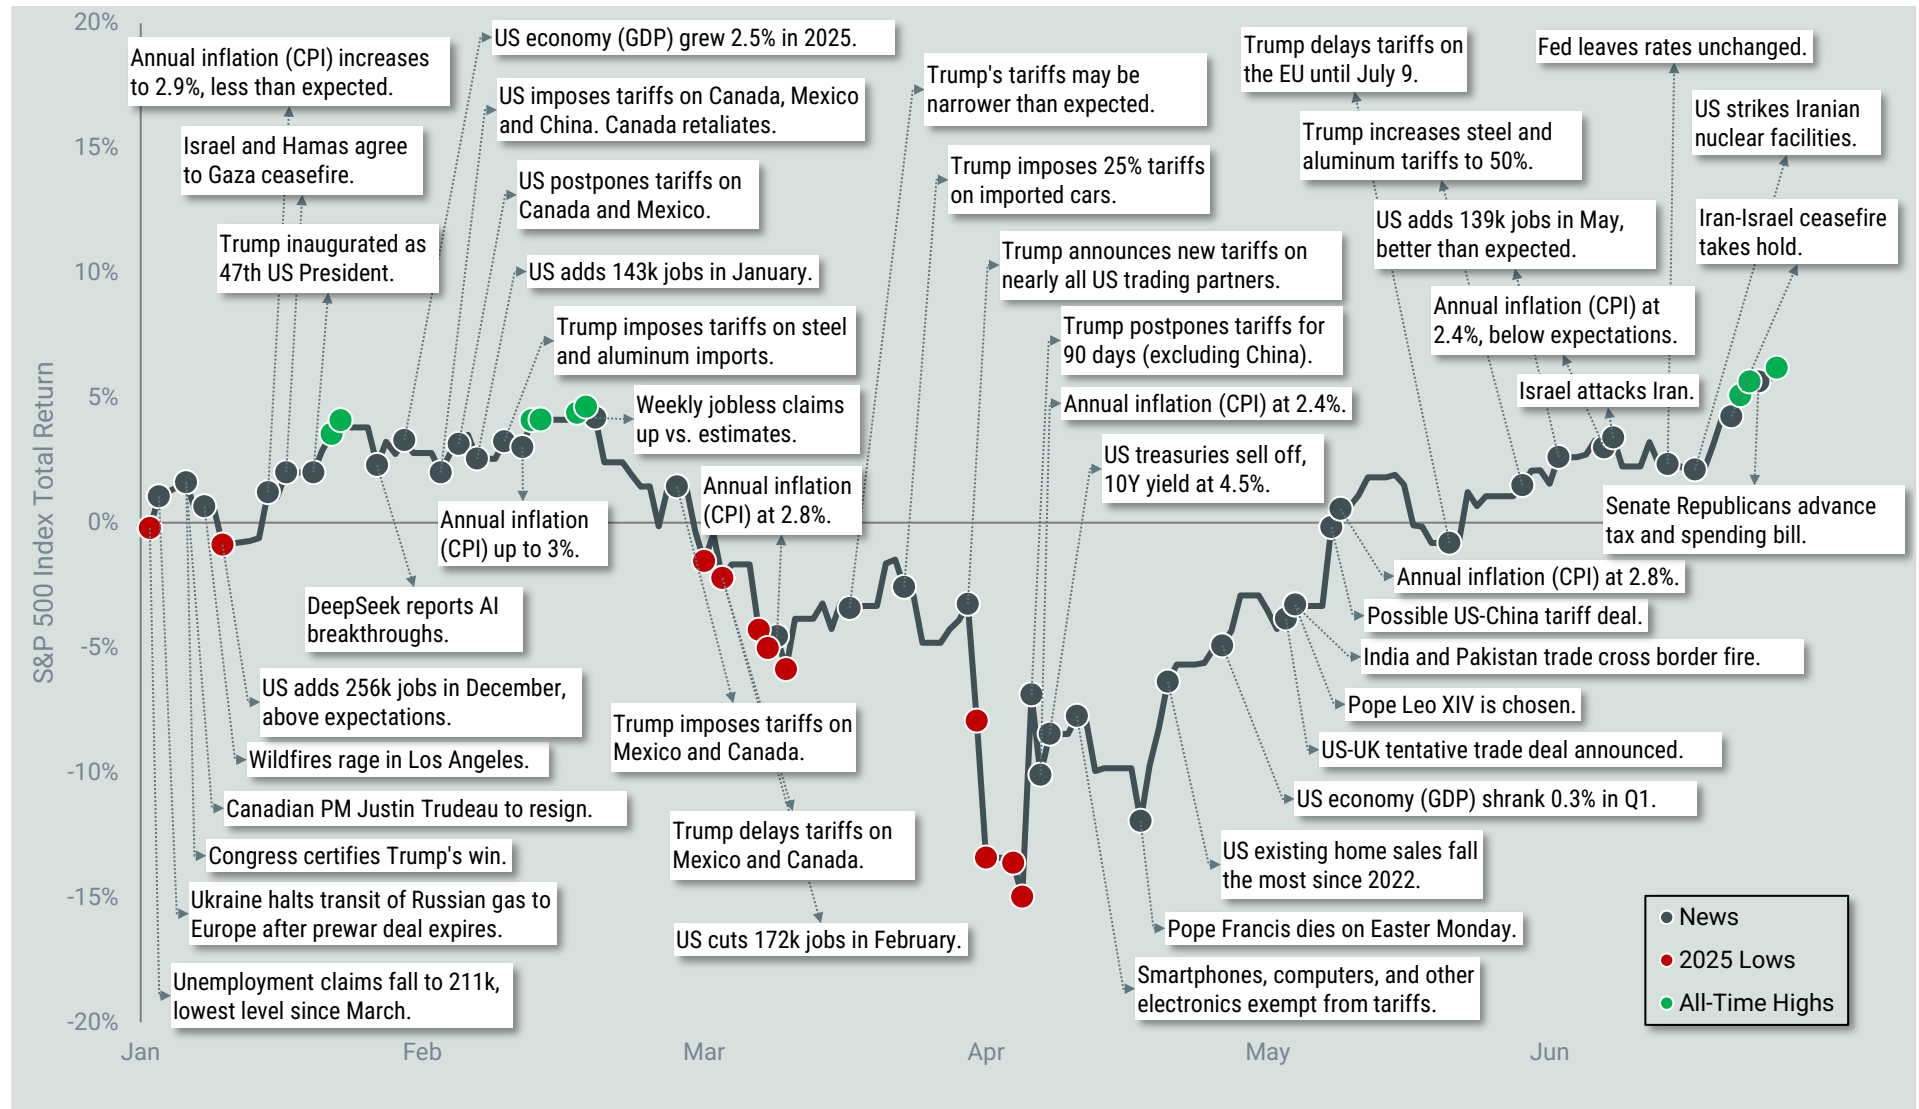 20%
15%
10%
5%
0%
-5%
-10%
-15%
-20%
S&P 500 Index Total Return
Jan
Feb
Mar
Apr
May
Jun
Annual inflation (CPI) increases
to 2.9%, less than expected.
Israel and Hamas agree
to Gaza ceasefire.
Trump inaugurated as
47th US President.
US economy (GDP) grew 2.5% in 2025.
US imposes tariffs on Canada, Mexico
and China. Canada retaliates.
US postpones tariffs on
Canada and Mexico.
US adds 143k jobs in January.
Trump imposes tariffs on steel
and aluminum imports.
Weekly jobless claims
up vs. estimates.
Annual inflation
(CPI) at 2.8%.
Annual inflation
(CPI) up to 3%.
DeepSeek reports AI
breakthroughs.
US adds 256k jobs in December,
above expectations.
Wildfires rage in Los Angeles.
Canadian PM Justin Trudeau to resign.
Congress certifies Trump's win.
Ukraine halts transit of Russian gas to
Europe after prewar deal expires.
Unemployment claims fall to 211k,
lowest level since March.
Trump imposes tariffs on
Mexico and Canada.
Trump delays tariffs on
Mexico and Canada.
US cuts 172k jobs in February.
Trump's tariffs may be
narrower than expected.
Trump imposes 25% tariffs
on imported cars.
Trump announces new tariffs on
nearly all US trading partners.
Trump postpones tariffs for
90 days (excluding China).
Annual inflation (CPI) at 2.4%.
US treasuries sell off,
10Y yield at 4.5%.
Trump delays tariffs on
the EU until July 9.
Trump increases steel and
aluminum tariffs to 50%.
US adds 139k jobs in May,
better than expected.
Annual inflation (CPI) at
2.4%, below expectations.
Israel attacks Iran.
Fed leaves rates unchanged.
US strikes Iranian
nuclear facilities.
Iran-Israel ceasefire
takes hold.
Senate Republicans advance
tax and spending bill.
Annual inflation (CPI) at 2.8%.
Possible US-China tariff deal.
India and Pakistan trade cross border fire.
Pope Leo XIV is chosen.
US-UK tentative trade deal announced.
US economy (GDP) shrank 0.3% in Q1.
US existing home sales fall
the most since 2022.
Pope Francis dies on Easter Monday.
Smartphones, computers, and other
electronics exempt from tariffs.
News
2025 Lows
All-Time Highs